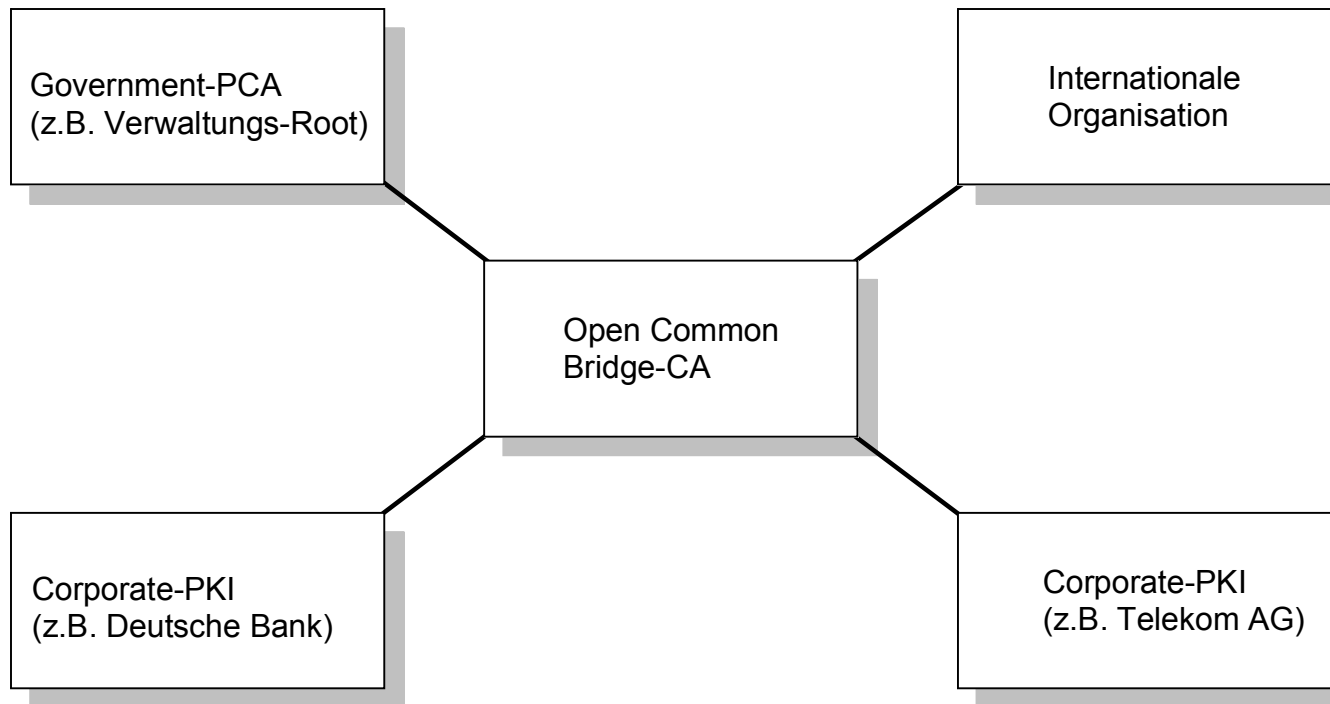 Government-PCA
(z.B. Verwaltungs-Root)
Internationale
Organisation
Open Common
Bridge-CA
Corporate-PKI
(z.B. Deutsche Bank)
Corporate-PKI
(z.B. Telekom AG)